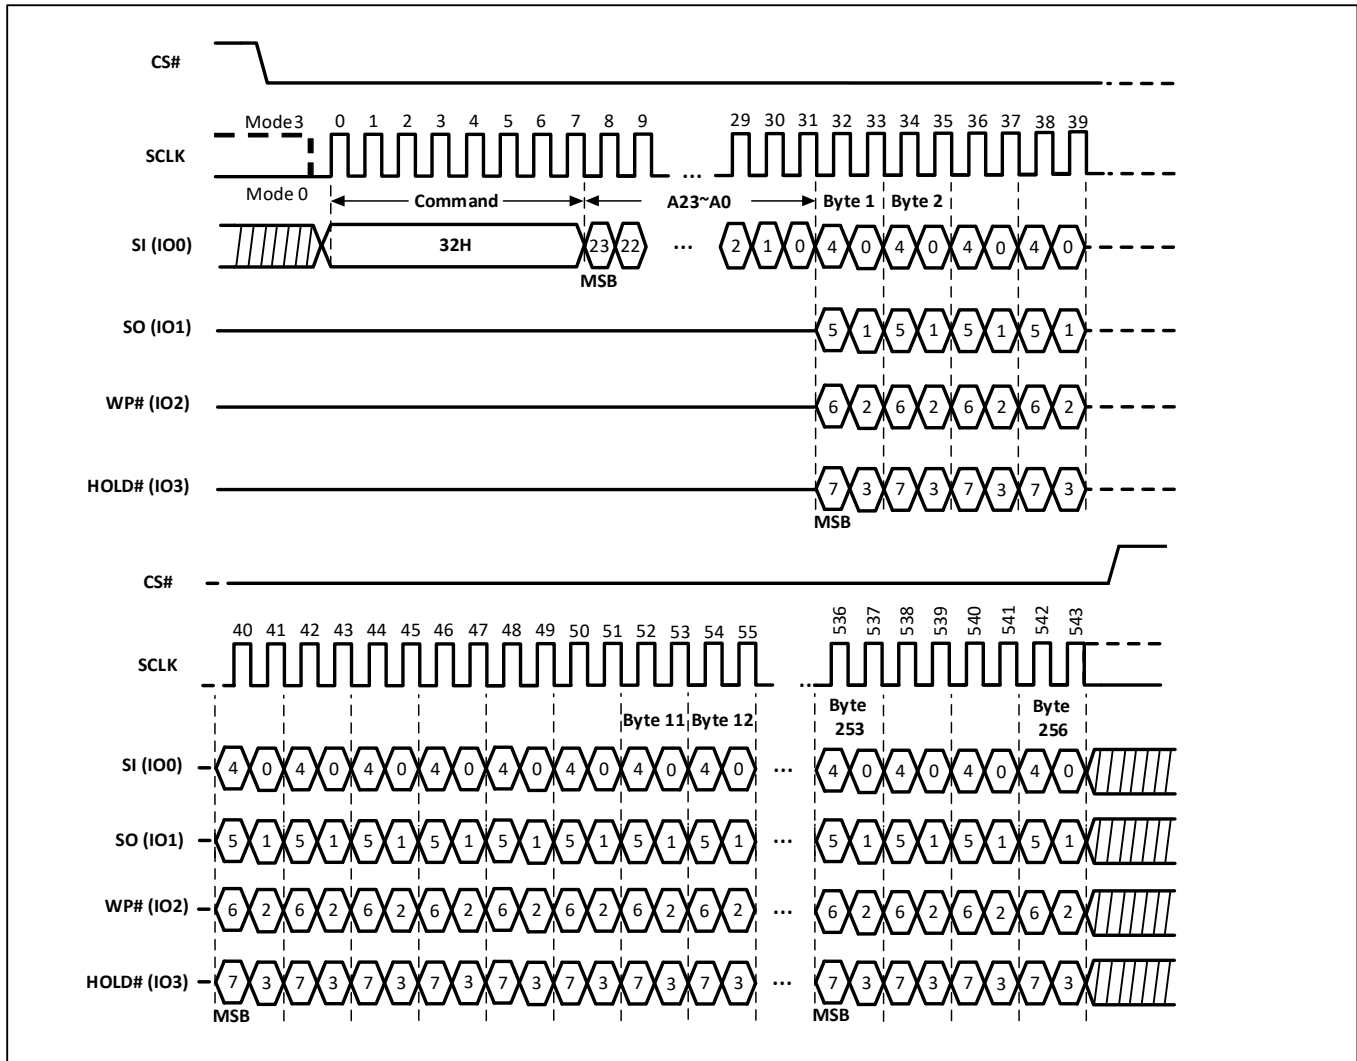 CS#
Mode3 0 1 2 3 4 5 6 7 8 9 29 30 31 32 33 34 35 36 37 38 39
SCLK ...
Mode 0 Command A23~A0 Byte 1 Byte 2
SI (IO0) 32H 23 22 ... 2 1 0 4 0 4 0 4 0 4 0
MSB
SO (IO1) 5 1 5 1 5 1 5 1
WP# (IO2) 6 2 6 2 6 2 6 2
HOLD# (IO3) 7 3 7 3 7 3 7 3
MSB
CS#
40 41 42 43 44 45 46 47 48 49 50 51 52 53 54 55 536 537 538 539 540 541 542 543
SCLK ..
Byte 11 Byte 12 Byte 253 Byte 256
SI (IO0) 4 0 4 0 4 0 4 0 4 0 4 0 4 0 4 0 ... 4 0 4 0 4 0 4 0
SO (IO1) 5 1 5 1 5 1 5 1 5 1 5 1 5 1 5 1 ... 5 1 5 1 5 1 5 1
WP# (IO2) 6 2 6 2 6 2 6 2 6 2 6 2 6 2 6 2 ... 6 2 6 2 6 2 6 2
HOLD# (IO3) 7 3 7 3 7 3 7 3 7 3 7 3 7 3 7 3 ... 7 3 7 3 7 3 7 3
MSB MSB